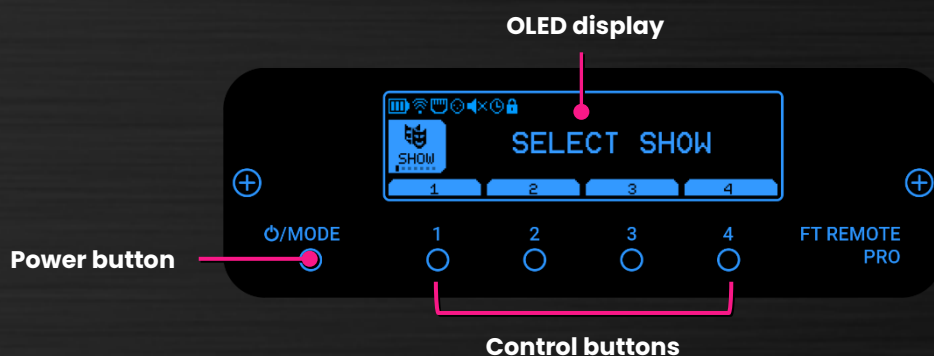 OLED display
SHOW
SELECT SHOW
1 2 3 4
/MODE 1 2 3 4 FT REMOTE
PRO
Power button
Control buttons